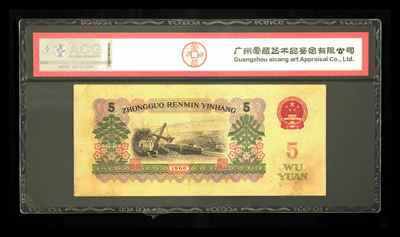 ACG
广州爱藏艺术品鉴定有限公司
Guangzhou aicang art Appraisal Co., Ltd.
5 5
ZHONGGUO RENMIN YINHANG
5
WU
YUAN
1960